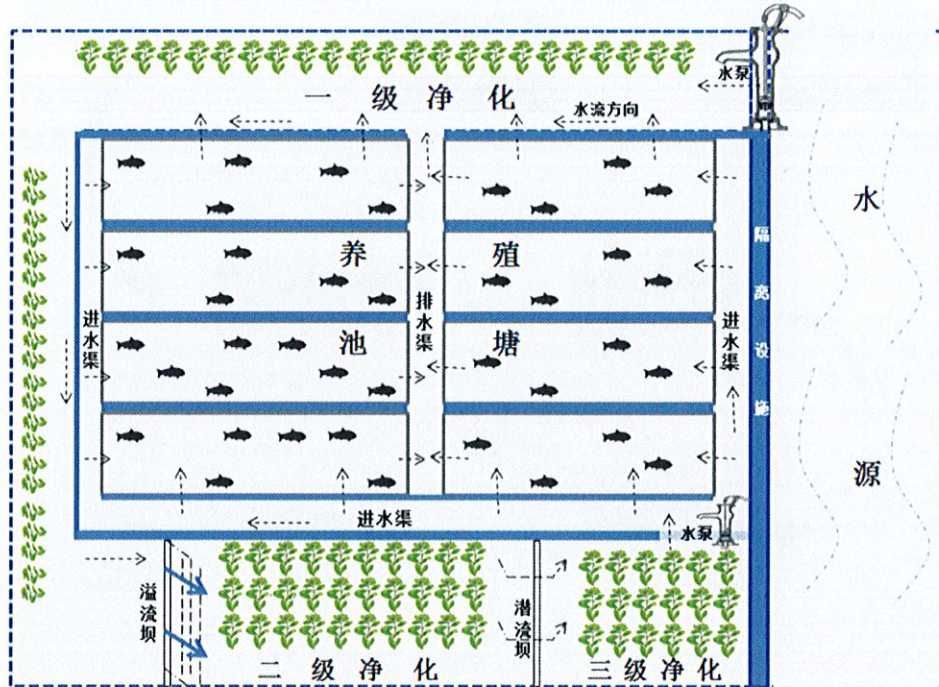 水泵
一级净化
水流方向
水
隔离设施
养
殖
进水渠
排水渠
进水渠
池
塘
源
进水渠
水泵
溢流坝
潜流坝
二级净化
三级净化